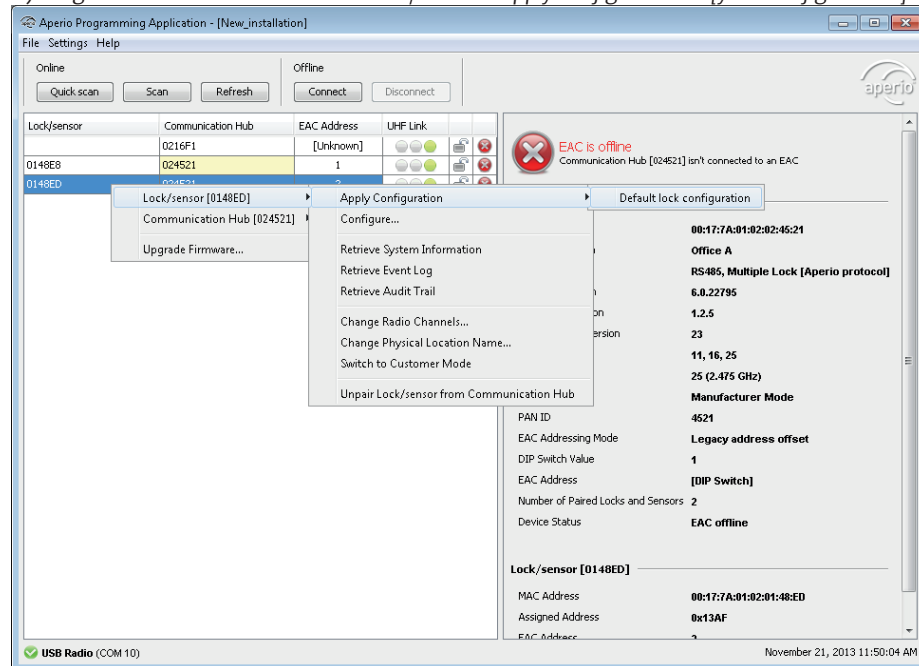 Aperio Programming Application - [New_installation]
File Settings Help
Online
Offline
Quick scan Scan Refresh Connect Disconnect
aperio
Lock/sensor Communication Hub EAC Address UHF Link
0216F1 [Unknown]
0148E8 024521 1
0148ED 024521 2
EAC is offline
Communication Hub [024521] isn't connected to an EAC
Lock/sensor [0148ED]
Communication Hub [024521]
Upgrade Firmware...
Apply Configuration
Configure...
Retrieve System Information
Retrieve Event Log
Retrieve Audit Trail
Change Radio Channels...
Change Physical Location Name...
Switch to Customer Mode
Unpair Lock/sensor from Communication Hub
Default lock configuration
00:17:7A:01:02:02:45:21
Office A
RS485, Multiple Lock [Aperio protocol]
6.0.22795
1.2.5
23
11, 16, 25
25 (2.475 GHz)
Manufacturer Mode
PAN ID 4521
EAC Addressing Mode Legacy address offset
DIP Switch Value 1
EAC Address [DIP Switch]
Number of Paired Locks and Sensors 2
Device Status EAC offline
Lock/sensor [0148ED]
MAC Address 00:17:7A:01:02:01:48:ED
Assigned Address 0x13AF
EAC Address 2
USB Radio (COM 10)
November 21, 2013 11:50:04 AM